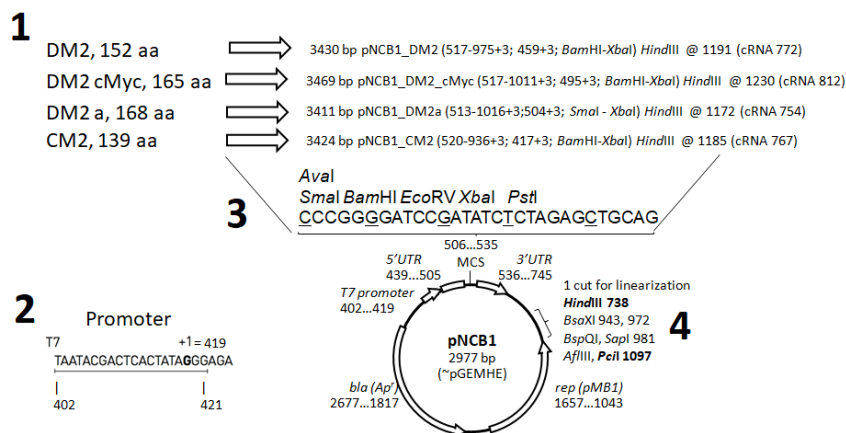 1
DM2, 152 aa 3430 bp pNCB1_DM2 (517-975+3; 459+3; BamHI-XbaI) HindIII @ 1191 (cRNA 772)
DM2 cMyc, 165 aa 3469 bp pNCB1_DM2_cMyc (517-1011+3; 495+3; BamHI-XbaI) HindIII @ 1230 (cRNA 812)
DM2 a, 168 aa 3411 bp pNCB1_DM2a (513-1016+3;504+3; SmaI - XbaI) HindIII @ 1172 (cRNA 754)
CM2, 139 aa 3424 bp pNCB1_CM2 (520-936+3; 417+3; BamHI-XbaI) HindIII @ 1185 (cRNA 767)
3
AvaI
SmaI BamHI EcoRV XbaI PstI
CCCGGGGATCCGATATCTCTAGAGCTGCAG
506...535
MCS
5'UTR
439...505
3'UTR
536...745
T7 promoter
402...419
pNCB1
2977 bp
(~pGEMHE)
bla (Apr)
2677...1817
rep (pMB1)
1657...1043
2
Promoter
T7 +1 = 419
TAATACGACTCACTATAGGGAGA
402 421
4
1 cut for linearization
HindIII 738
BsaXI 943, 972
BspQI, SapI 981
AflIII, PciI 1097